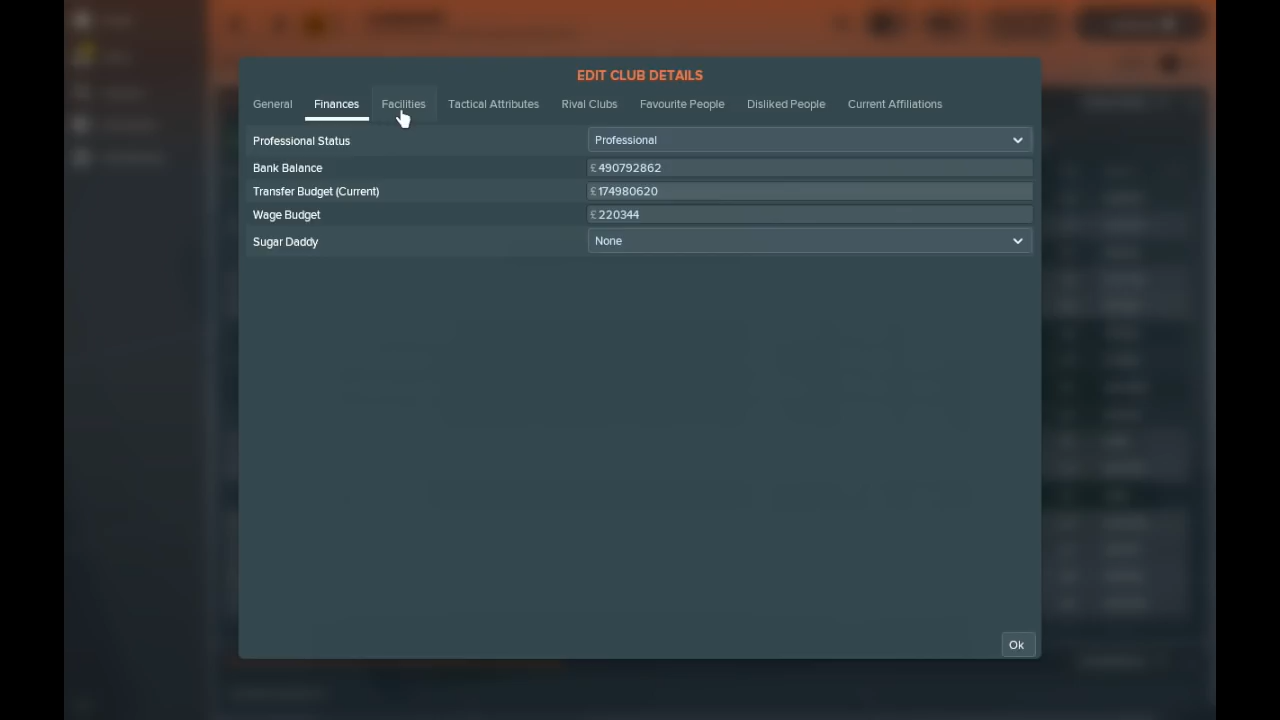 EDIT CLUB DETAILS
General Finances Facilities Tactical Attributes Rival Clubs Favourite People Disliked People Current Affiliations
Professional Status Professional
Bank Balance £490792862
Transfer Budget (Current) £174980620
Wage Budget £220344
Sugar Daddy None
Ok